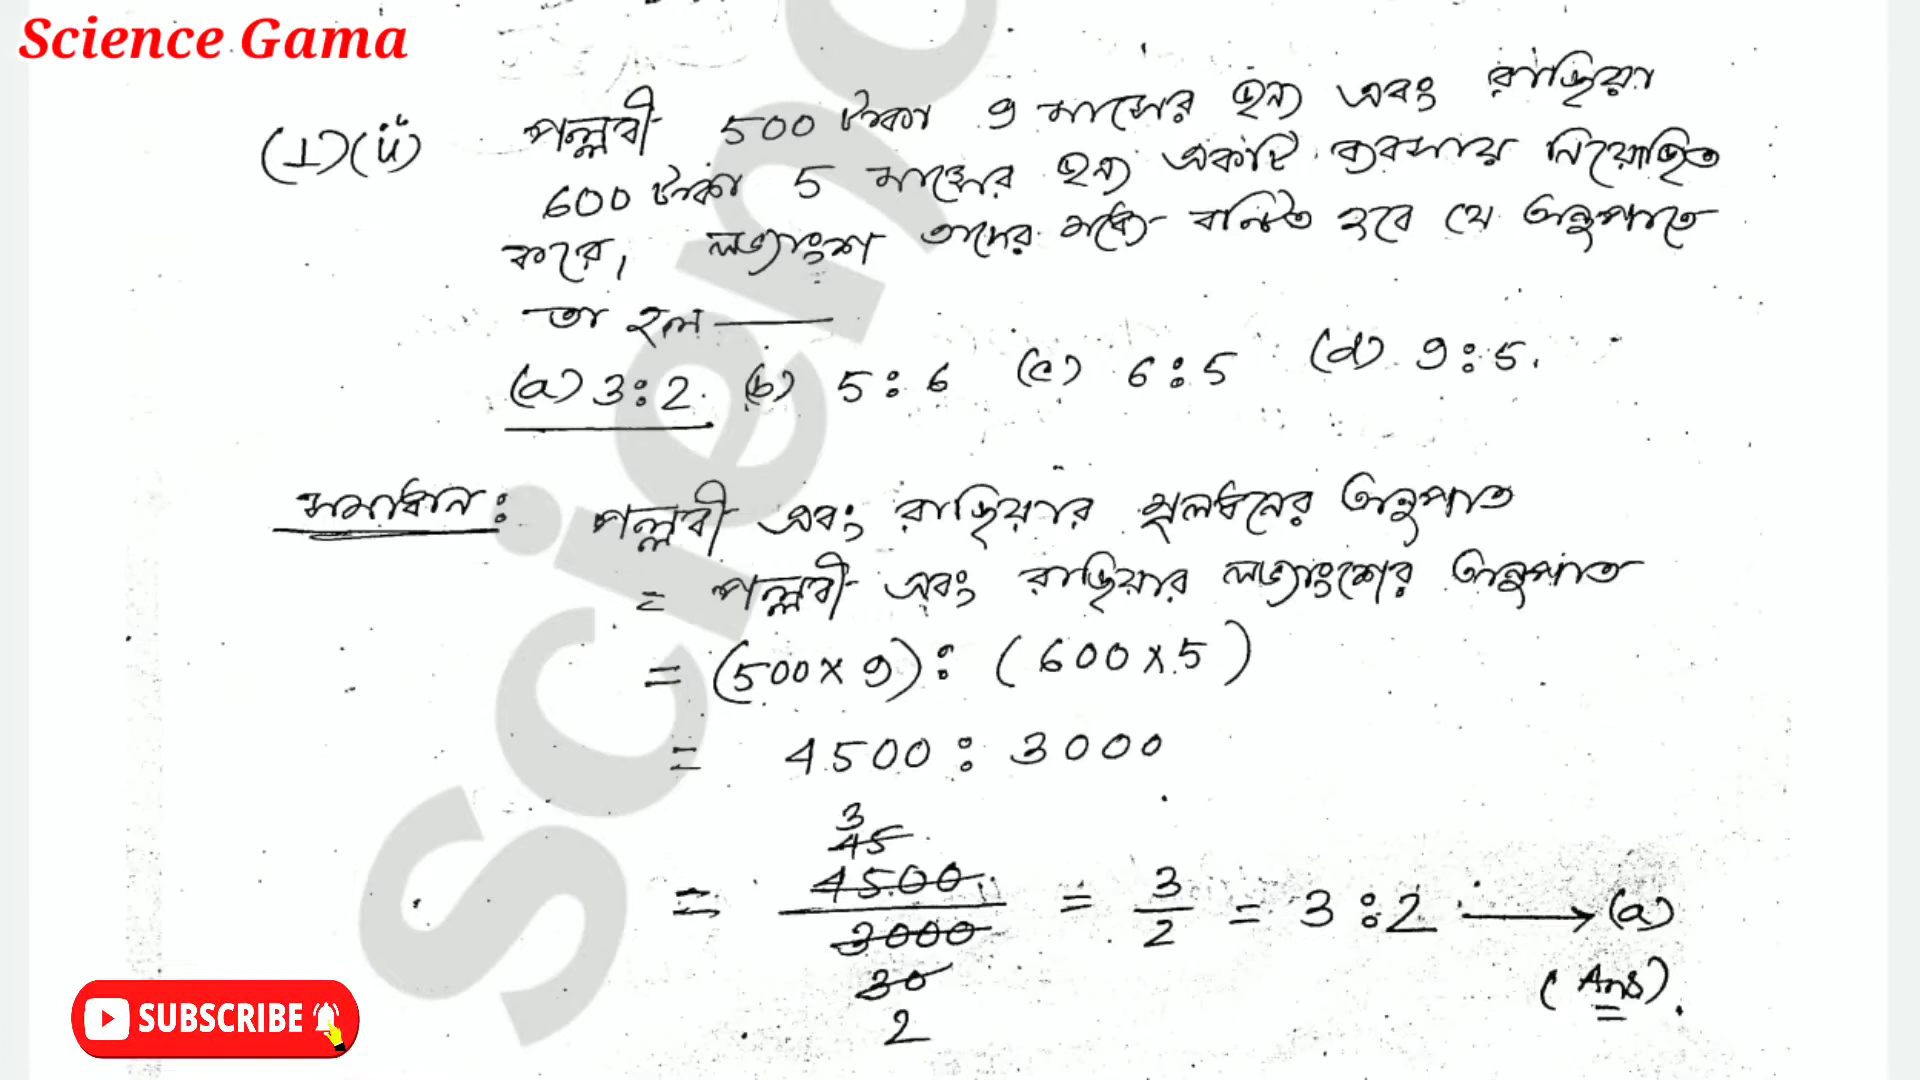 Science Gama
(1)(ii) পল্লবী 500 টাকা 9 মাসের জন্য এবং রাজিয়া
600 টাকা 5 মাসের জন্য একটি ব্যবসায় নিয়োজিত
করে। লভ্যাংশ তাদের মধ্যে বন্টিত হবে যে অনুপাতে
তা হল ———
(a) 3:2. (b) 5:6 (c) 6:5 (d) 9:5.
সমাধান: পল্লবী এবং রাজিয়ার মূলধনের অনুপাত
= পল্লবী এবং রাজিয়ার লভ্যাংশের অনুপাত
= (500×9): (600×5)
= 4500:3000
3
45
= 4500/3000 = 3/2 = 3:2 ⟶ (a)
30
2
(Ans).
SUBSCRIBE
Science